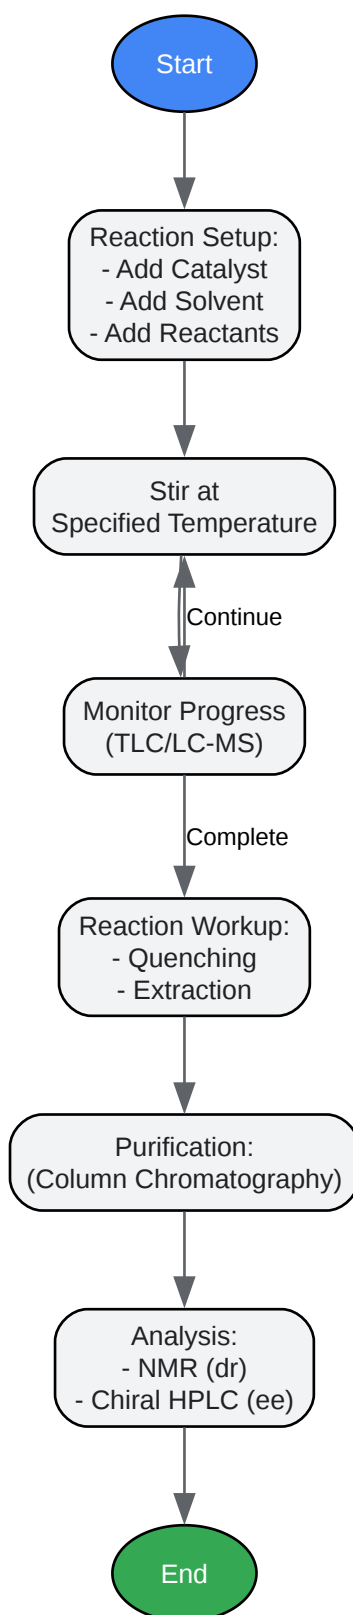 Start
Reaction Setup:
- Add Catalyst
- Add Solvent
- Add Reactants
Stir at
Specified Temperature
Continue
Monitor Progress
(TLC/LC-MS)
Complete
Reaction Workup:
- Quenching
- Extraction
Purification:
(Column Chromatography)
Analysis:
- NMR (dr)
- Chiral HPLC (ee)
End